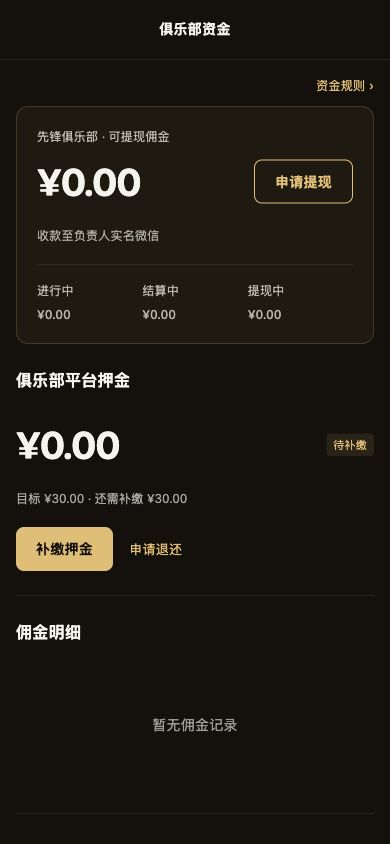 俱乐部资金
资金规则 ›
先锋俱乐部 · 可提现佣金
¥0.00
申请提现
收款至负责人实名微信
进行中 结算中 提现中
¥0.00 ¥0.00 ¥0.00
俱乐部平台押金
¥0.00
待补缴
目标 ¥30.00 · 还需补缴 ¥30.00
补缴押金 申请退还
佣金明细
暂无佣金记录